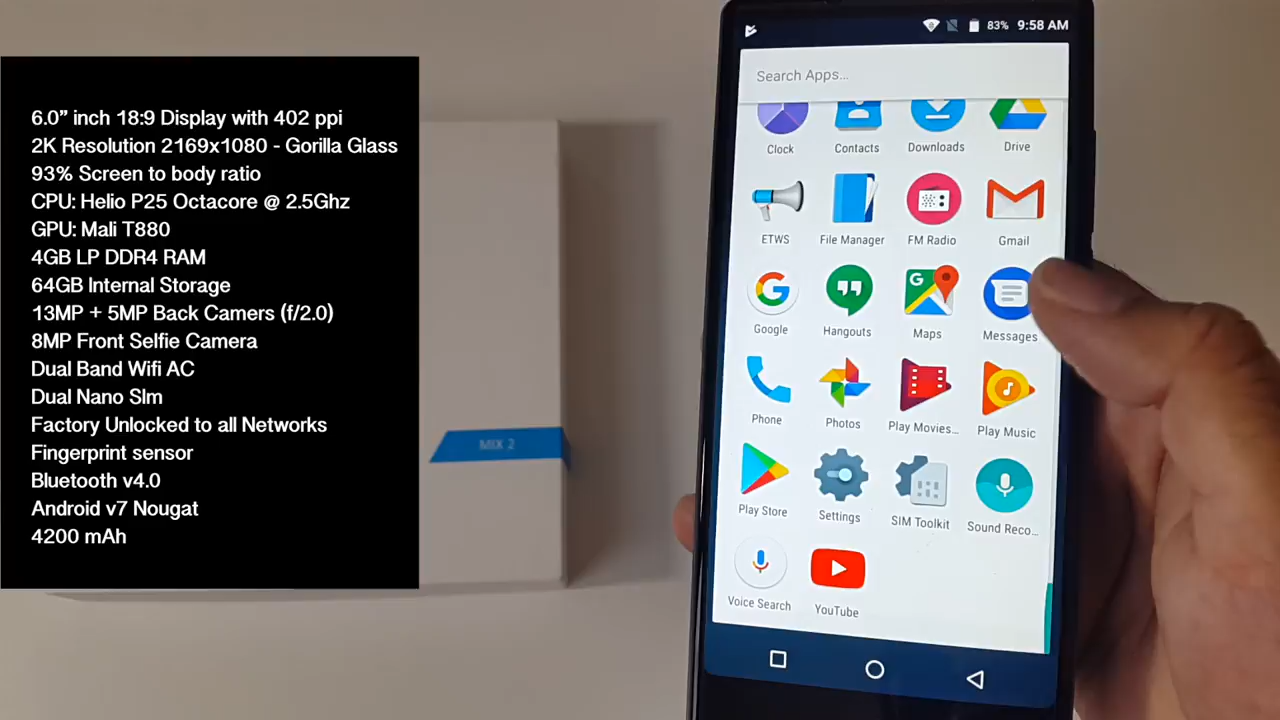 6.0” inch 18:9 Display with 402 ppi
2K Resolution 2169x1080 - Gorilla Glass
93% Screen to body ratio
CPU: Helio P25 Octacore @ 2.5Ghz
GPU: Mali T880
4GB LP DDR4 RAM
64GB Internal Storage
13MP + 5MP Back Camers (f/2.0)
8MP Front Selfie Camera
Dual Band Wifi AC
Dual Nano SIm
Factory Unlocked to all Networks
Fingerprint sensor
Bluetooth v4.0
Android v7 Nougat
4200 mAh
MIX 2
83% 9:58 AM
Search Apps...
Clock Contacts Downloads Drive
ETWS File Manager FM Radio Gmail
Google Hangouts Maps Messages
Phone Photos Play Movies... Play Music
Play Store Settings SIM Toolkit Sound Reco...
Voice Search YouTube